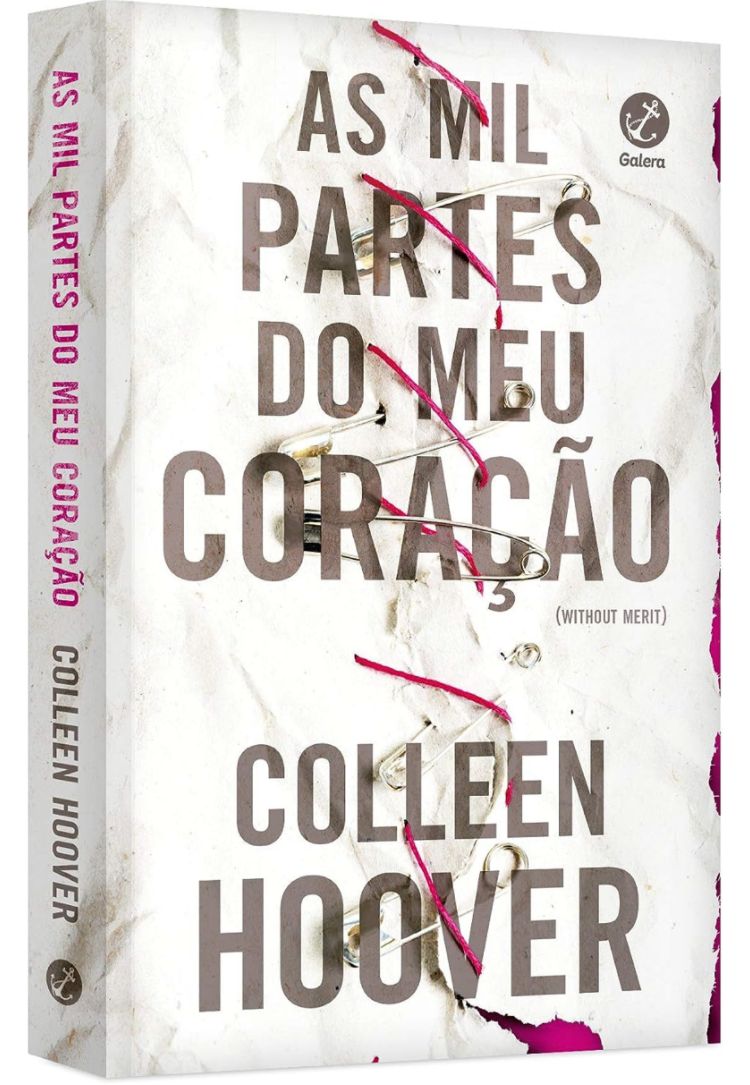 AS MIL
PARTES
DO MEU
CORAÇÃO
(WITHOUT MERIT)
COLLEEN
HOOVER
Galera
AS MIL PARTES DO MEU CORAÇÃO COLLEEN HOOVER